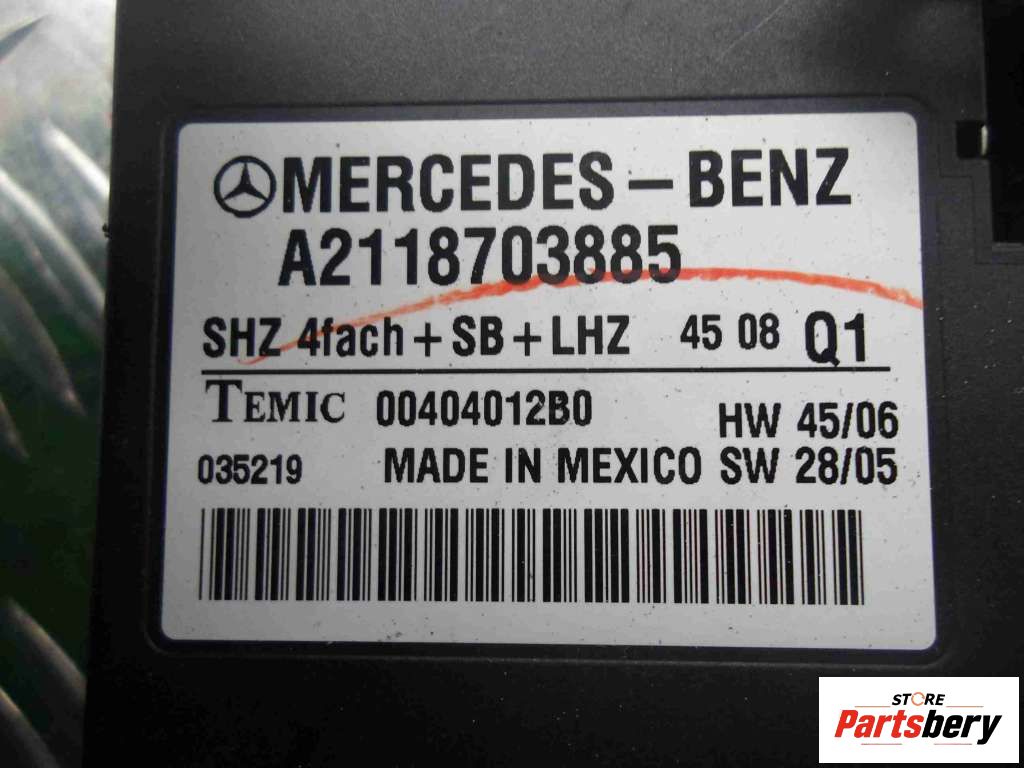 MERCEDES-BENZ
A2118703885
SHZ 4fach+SB+LHZ 45 08 Q1
TEMIC 00404012B0 HW 45/06
035219 MADE IN MEXICO SW 28/05
STORE
Partsbery